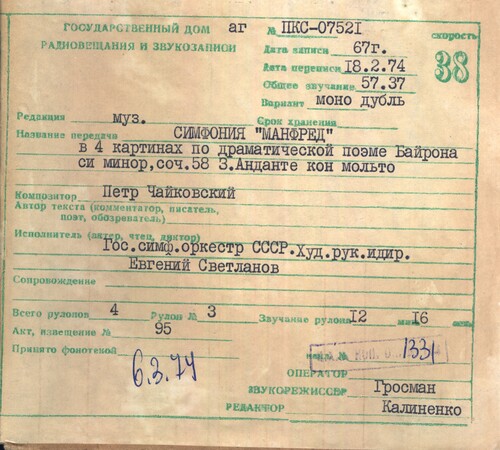 ГОСУДАРСТВЕННЫЙ ДОМ аг № ПКС-07521
РАДИОВЕЩАНИЯ И ЗВУКОЗАПИСИ
скорость
38
Дата записи 67г.
Дата переписи 18.2.74
Общее звучание 57.37
Вариант моно дубль
Редакция муз.
Срок хранения
Название передачи СИМФОНИЯ "МАНФРЕД"
в 4 картинах по драматической поэме Байрона
си минор,соч.58 3.Анданте кон мольто
Композитор Петр Чайковский
Автор текста (комментатор, писатель,
поэт, обозреватель)
Исполнитель (актер, чтец, диктор)
Гос.симф.оркестр СССР.Худ.рук.идир.
Евгений Светланов
Сопровождение
Всего рулонов 4 Рулон № 3 Звучание рулона 12 мин 16 сек.
Акт, извещение № 95
Принято фонотекой 6.3.74
1331
ОПЕРАТОР
ЗВУКОРЕЖИССЕР Гросман
РЕДАКТОР Калиненко